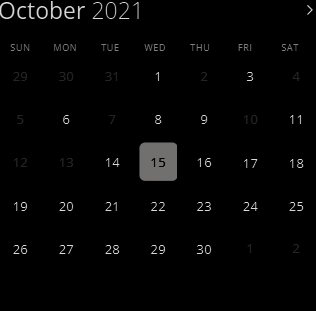 October 2021 >
SUN MON TUE WED THU FRI SAT
29 30 31 1 2 3 4
5 6 7 8 9 10 11
12 13 14 15 16 17 18
19 20 21 22 23 24 25
26 27 28 29 30 1 2